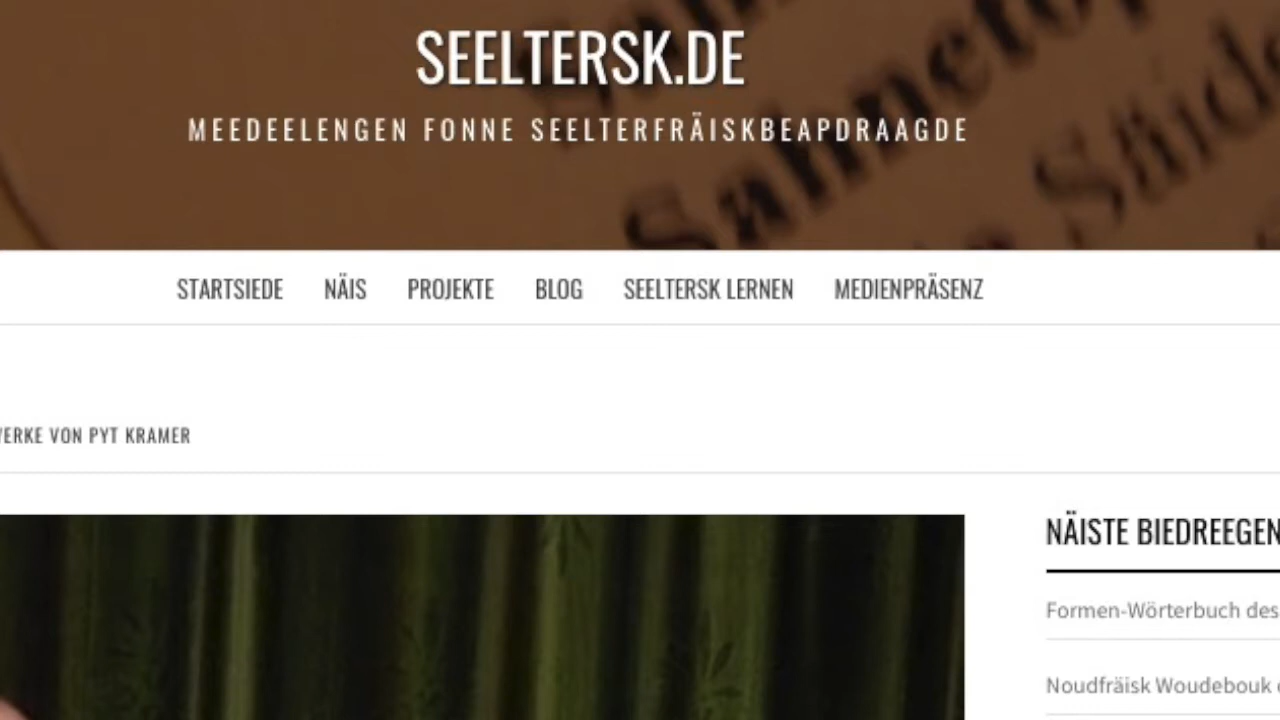 SEELTERSK.DE
MEEDEELENGEN FONNE SEELTERFRÄISKBEAPDRAAGDE
STARTSIEDE NÄIS PROJEKTE BLOG SEELTERSK LERNEN MEDIENPRÄSENZ
VON PYT KRAMER
NÄISTE BIEDREEGEN
Formen-Wörterbuch des
Noudfräisk Woudebouk